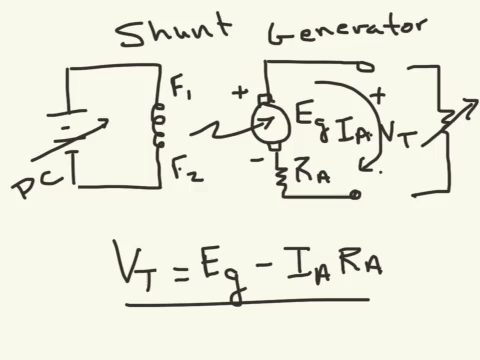 Shunt Generator
F1
+
Eg
IA
+
VT
DC
F2
-
RA
VT = Eg - IA RA